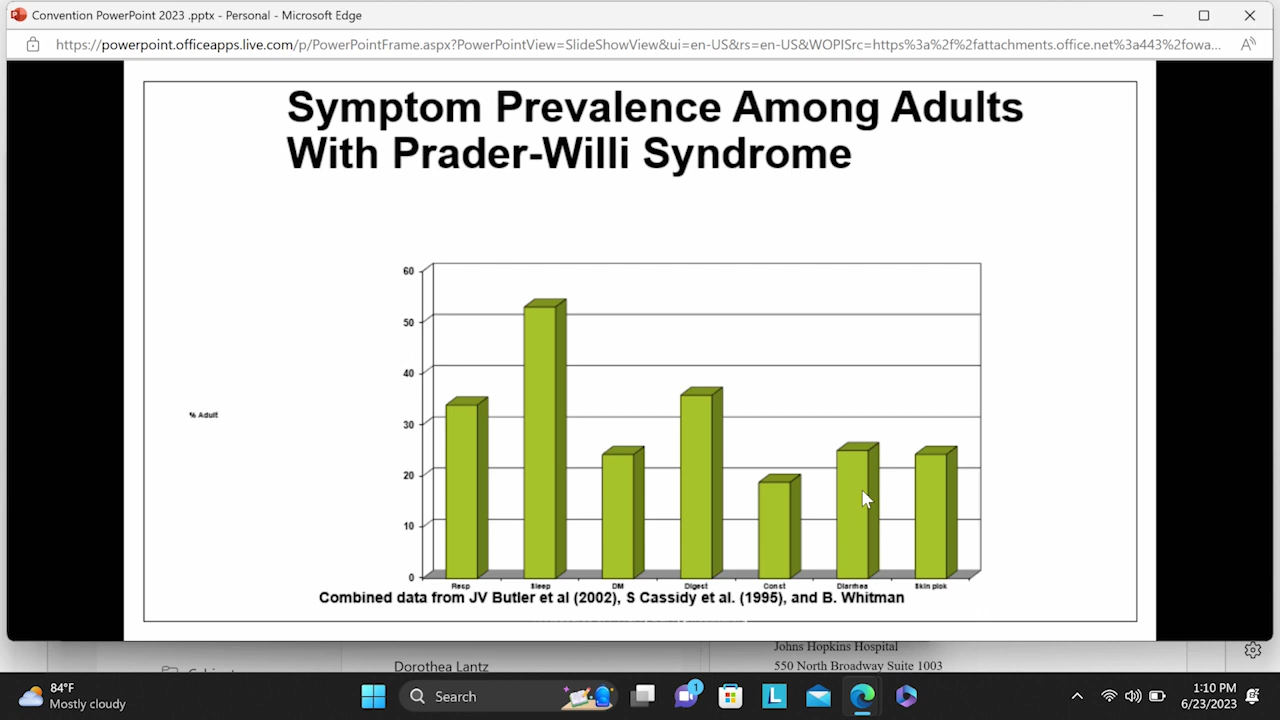 Convention PowerPoint 2023 .pptx - Personal - Microsoft Edge
https://powerpoint.officeapps.live.com/p/PowerPointFrame.aspx?PowerPointView=SlideShowView&ui=en-US&rs=en-US&WOPISrc=https%3a%2f%2fattachments.office.net%3a443%2fowa...
Symptom Prevalence Among Adults
With Prader-Willi Syndrome
60
50
40
30
20
10
0
% Adult
Resp Sleep DM Digest Const Diarrhea Skin pick
Combined data from JV Butler et al (2002), S Cassidy et al. (1995), and B. Whitman
Johns Hopkins Hospital
Dorothea Lantz
550 North Broadway Suite 1003
84°F
Mostly cloudy
Search
1
L
1:10 PM
6/23/2023